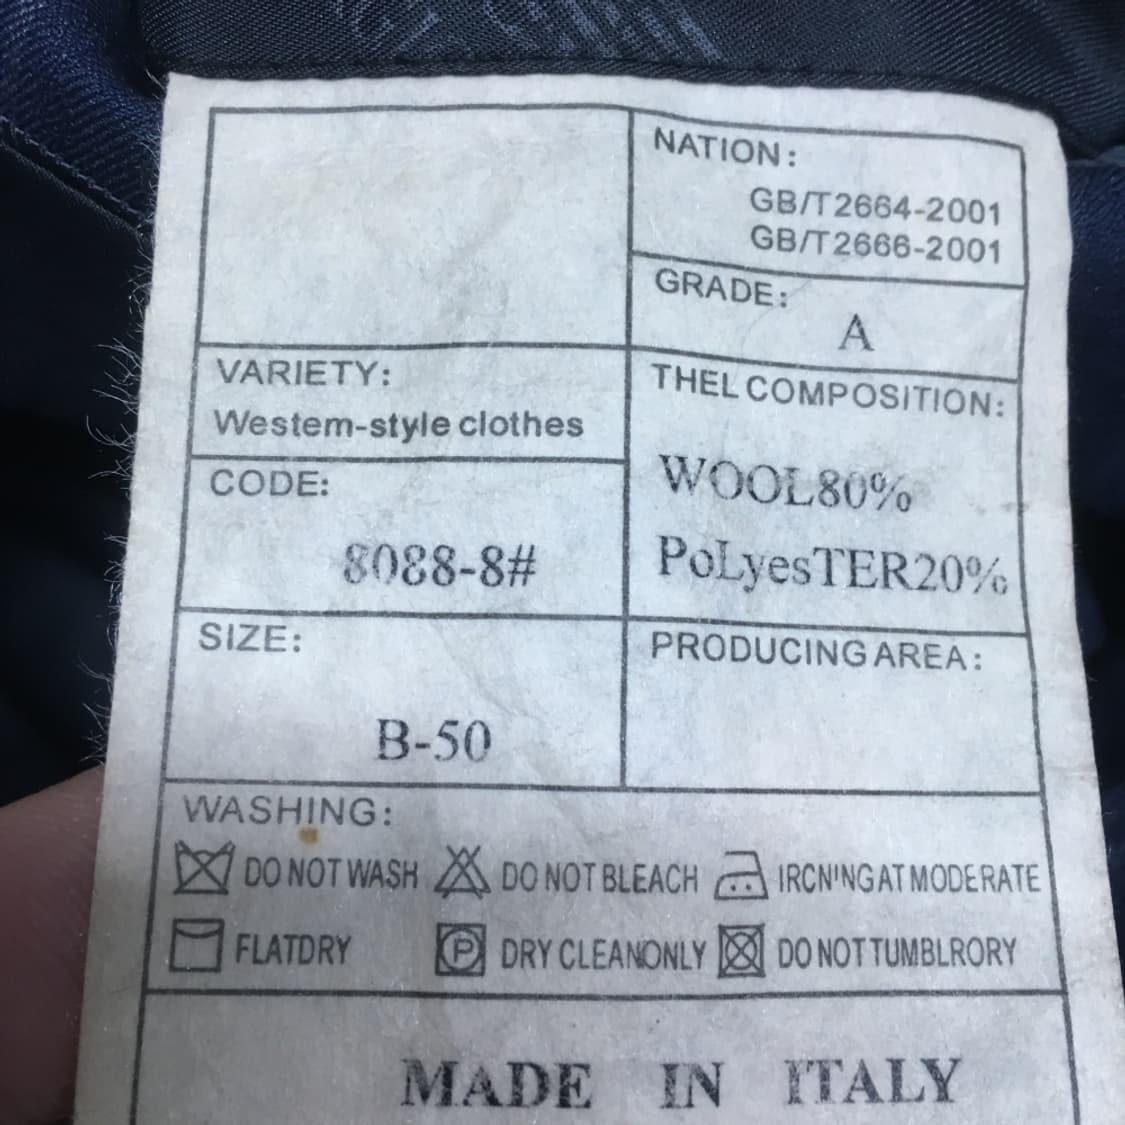 NATION:
GB/T2664-2001
GB/T2666-2001
GRADE:
A
VARIETY:
Westem-style clothes
THEL COMPOSITION:
WOOL80%
PoLyesTER20%
CODE:
8088-8#
SIZE:
B-50
PRODUCING AREA:
WASHING:
DO NOT WASH DO NOT BLEACH IRCN'NG AT MODERATE
FLATDRY P DRY CLEANONLY DO NOT TUMBLRORY
MADE IN ITALY